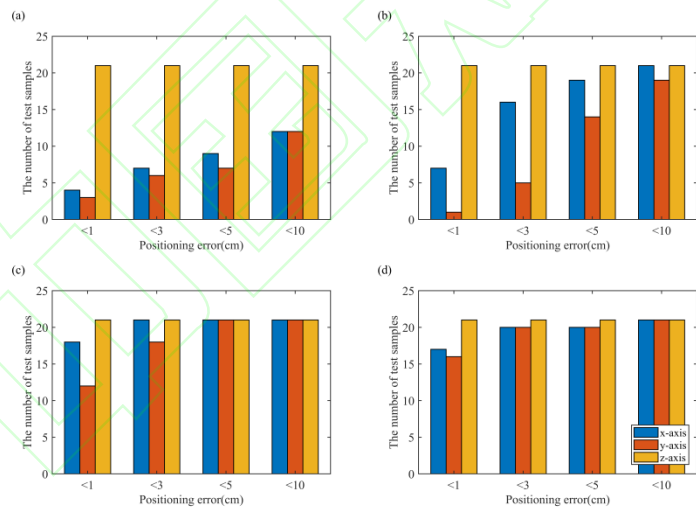 (a)
(b)
25
20
15
10
5
0
The number of test samples
<1
<3
<5
<10
Positioning error(cm)
25
20
15
10
5
0
The number of test samples
<1
<3
<5
<10
Positioning error(cm)
(c)
(d)
25
20
15
10
5
0
The number of test samples
<1
<3
<5
<10
Positioning error(cm)
25
20
15
10
5
0
The number of test samples
<1
<3
<5
<10
Positioning error(cm)
x-axis
y-axis
z-axis